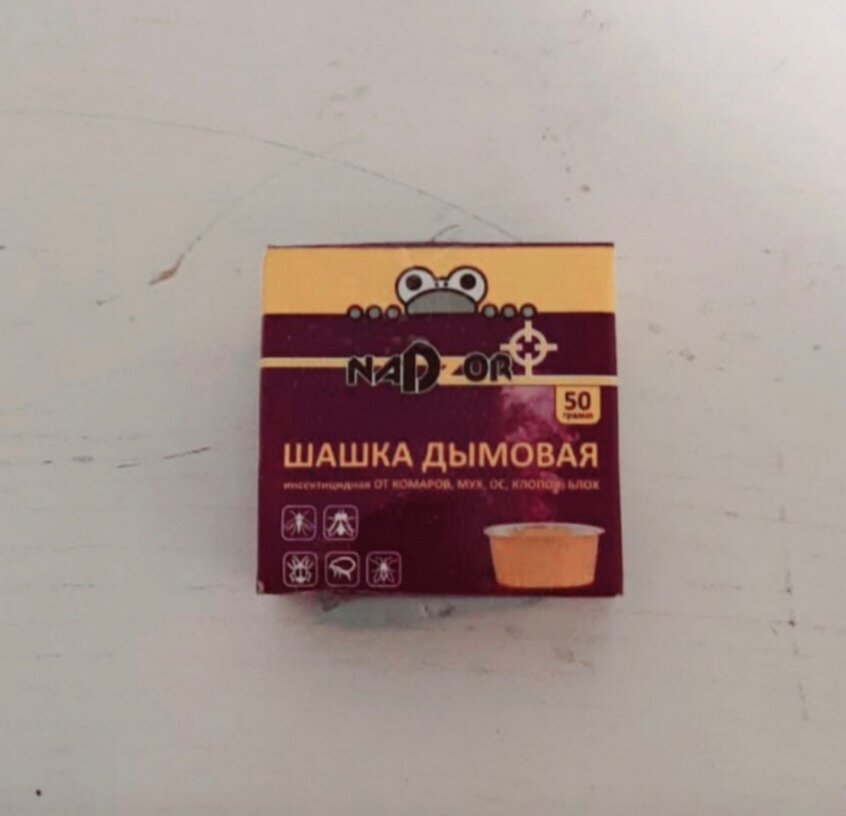 NADZOR
50
грамм
ШАШКА ДЫМОВАЯ
инсектицидная ОТ КОМАРОВ, МУХ, ОС, КЛОПОВ, БЛОХ